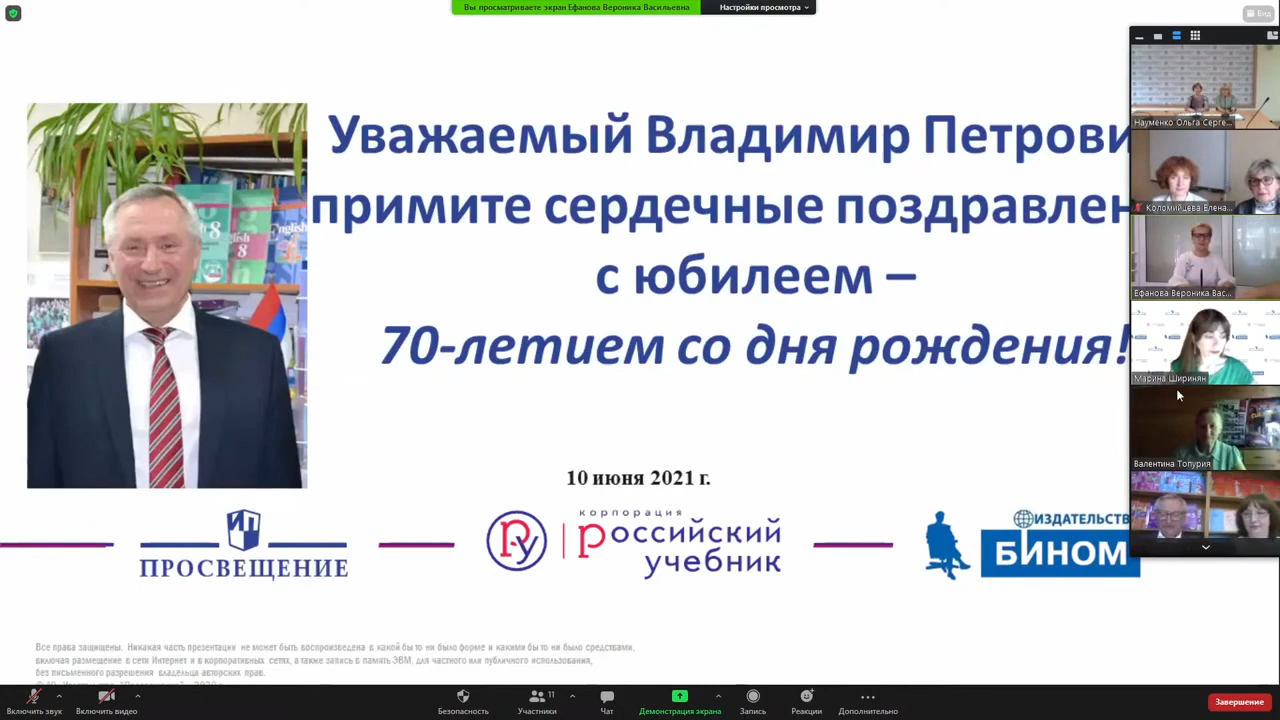 Вы просматриваете экран Ефанова Вероника Васильевна
Настройки просмотра
Вид
Уважаемый Владимир Петрови
примите сердечные поздравлен
с юбилеем –
70-летием со дня рождения!
10 июня 2021 г.
ПРОСВЕЩЕНИЕ
корпорация
российский
учебник
ИЗДАТЕЛЬСТВ
БИНОМ
Все права защищены. Никакая часть презентации не может быть воспроизведена в какой бы то ни было форме и какими бы то ни было средствами,
включая размещение в сети Интернет и в корпоративных сетях, а также запись в память ЭВМ, для частного или публичного использования,
без письменного разрешения владельца авторских прав.
Науменко Ольга Серге...
Коломийцева Елена...
Ефанова Вероника Вас...
Марина Ширинян
Валентина Топурия
8
English
8
English
Включить звук
Включить видео
Безопасность
Участники
11
Чат
Демонстрация экрана
Запись
Реакции
Дополнительно
Завершение